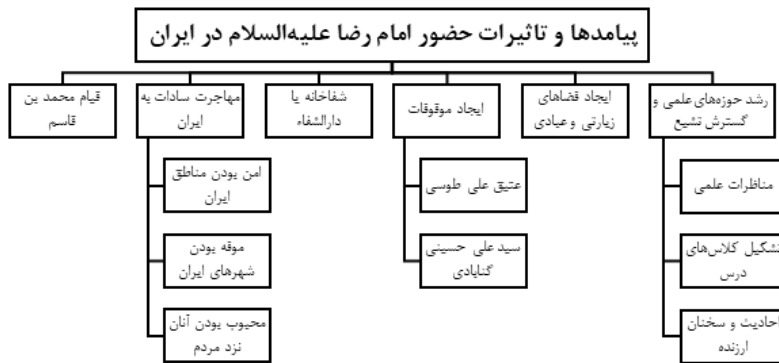 پیامدها و تاثیرات حضور امام رضا علیه‌السلام در ایران
رشد حوزه‌های علمی و
گسترش تشیع
ایجاد فضاهای
زیارتی و عبادی
ایجاد موقوفات
شفاخانه یا
دارالشفاء
مهاجرت سادات به
ایران
قیام محمد بن
قاسم
مناظرات علمی
تشکیل کلاس‌های
درس
احادیث و سخنان
ارزنده
عتیق علی طوسی
سید علی حسینی
گنابادی
امن بودن مناطق
ایران
موقه بودن
شهرهای ایران
محبوب بودن آنان
نزد مردم